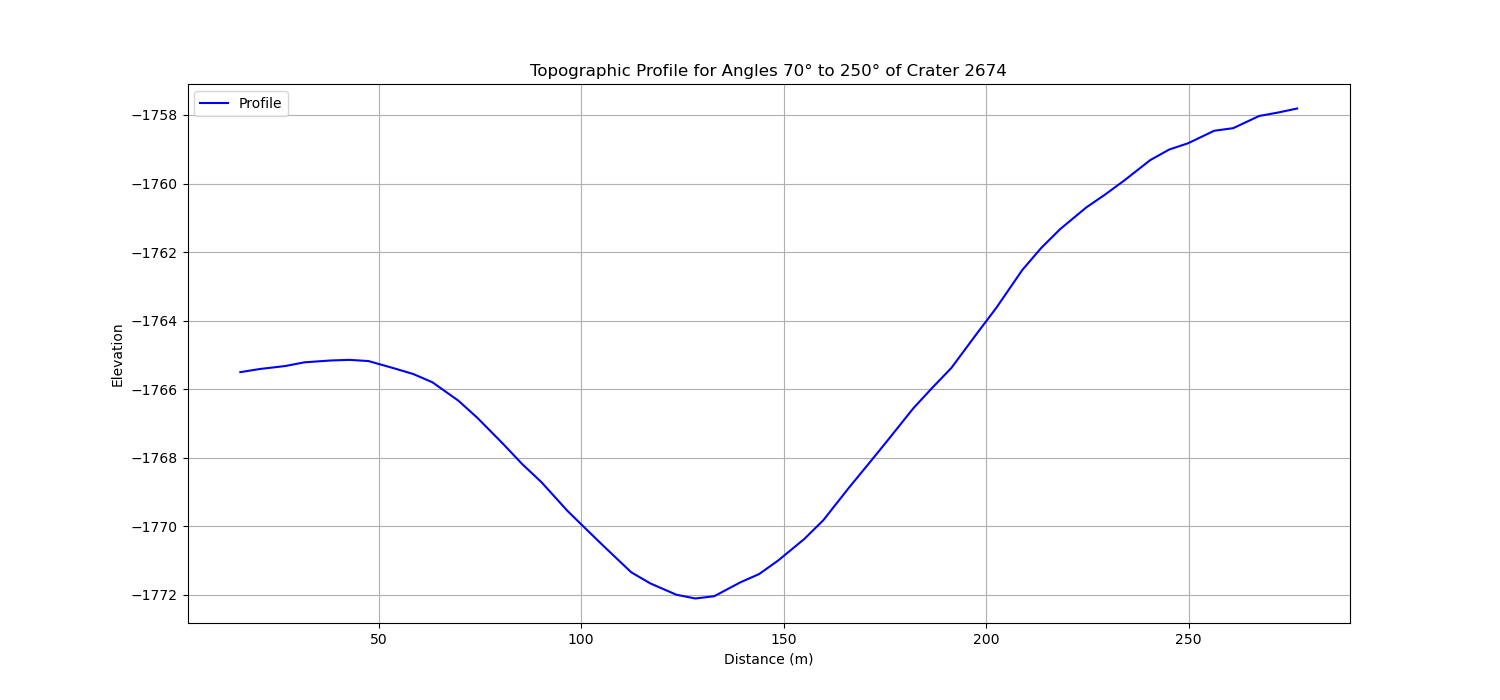 Topographic Profile for Angles 70° to 250° of Crater 2674
Profile
−1758
−1760
−1762
−1764
−1766
−1768
−1770
−1772
Elevation
50 100 150 200 250
Distance (m)